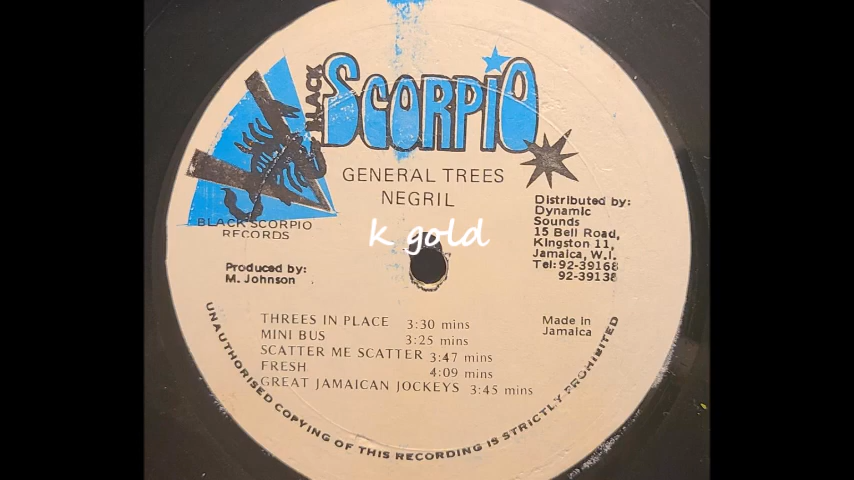 BLACK
SCORPIO
GENERAL TREES
NEGRIL
BLACK SCORPIO
RECORDS
Distributed by:
Dynamic
Sounds
15 Bell Road,
Kingston 11,
Jamaica, W.I.
Tel: 92-39168
92-39138
k gold
Produced by:
M. Johnson
THREES IN PLACE 3:30 mins
MINI BUS 3:25 mins
SCATTER ME SCATTER 3:47 mins
FRESH 4:09 mins
GREAT JAMAICAN JOCKEYS 3:45 mins
Made In
Jamaica
UNAUTHORISED COPYING OF THIS RECORDING IS STRICTLY PROHIBITED